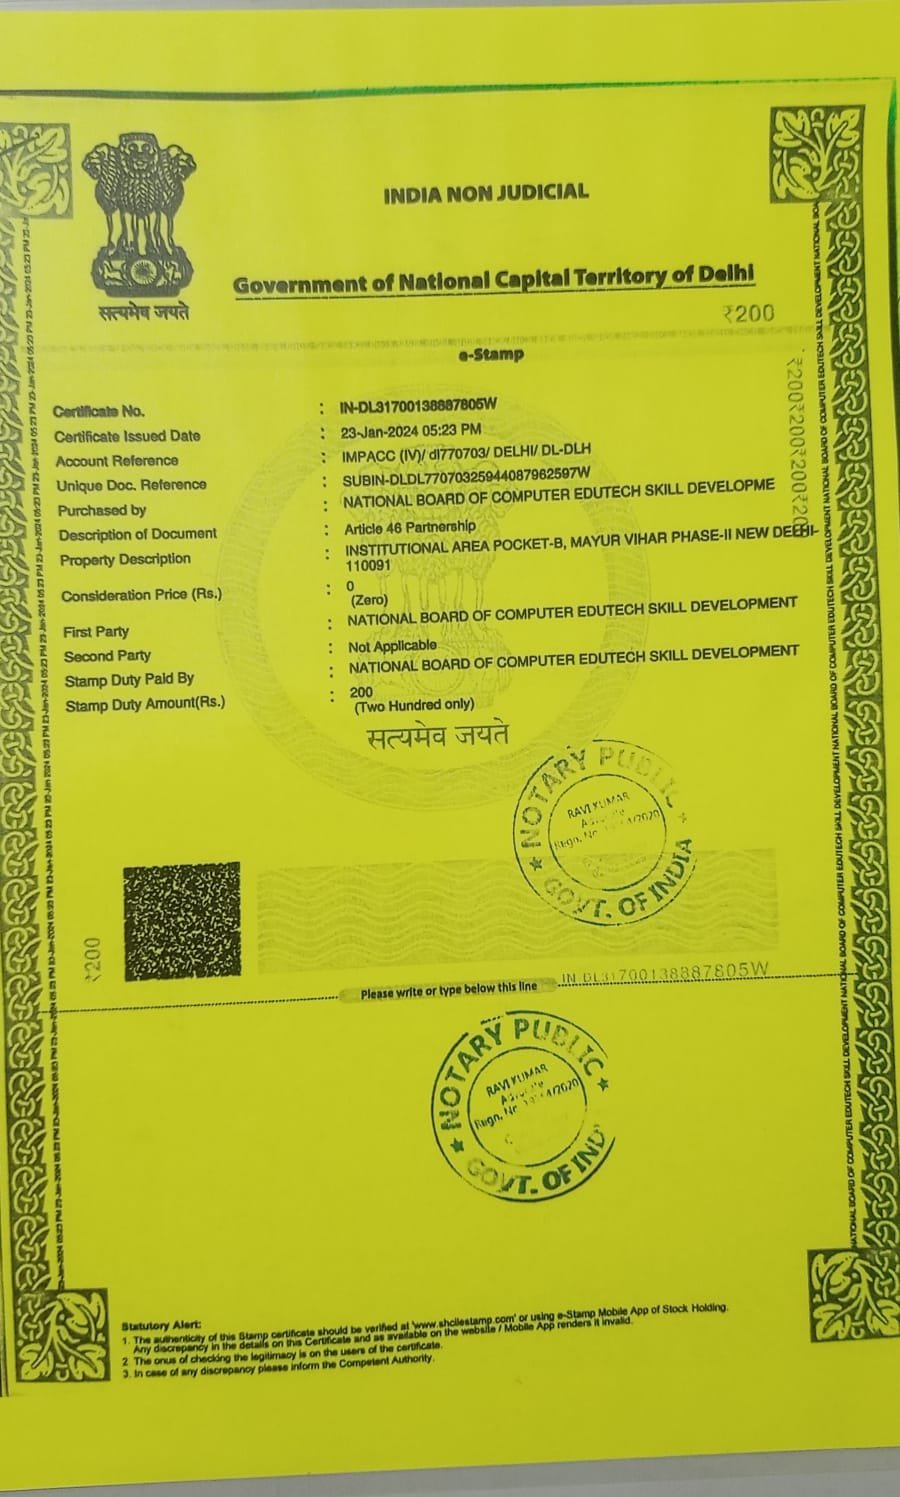 INDIA NON JUDICIAL
Government of National Capital Territory of Delhi
सत्यमेव जयते
₹200
e-Stamp
Certificate No. : IN-DL31700138887805W
Certificate Issued Date : 23-Jan-2024 05:23 PM
Account Reference : IMPACC (IV)/ dl770703/ DELHI/ DL-DLH
Unique Doc. Reference : SUBIN-DLDL77070325944087962597W
Purchased by : NATIONAL BOARD OF COMPUTER EDUTECH SKILL DEVELOPME
Description of Document : Article 46 Partnership
Property Description : INSTITUTIONAL AREA POCKET-B, MAYUR VIHAR PHASE-II NEW DELHI-
110091
Consideration Price (Rs.) : 0
(Zero)
First Party : NATIONAL BOARD OF COMPUTER EDUTECH SKILL DEVELOPMENT
Second Party : Not Applicable
Stamp Duty Paid By : NATIONAL BOARD OF COMPUTER EDUTECH SKILL DEVELOPMENT
Stamp Duty Amount(Rs.) : 200
(Two Hundred only)
सत्यमेव जयते
NOTARY PUBLIC
RAVI KUMAR
Regn. No.
GOVT. OF INDIA
₹200
IN-DL31700138887805W
Please write or type below this line
NOTARY PUBLIC
RAVI KUMAR
Regn. No.
GOVT. OF IND
Statutory Alert:
1. The authenticity of this Stamp certificate should be verified at 'www.shcilestamp.com' or using e-Stamp Mobile App of Stock Holding.
Any discrepancy in the details on this Certificate and as available on the website / Mobile App renders it invalid.
2 The onus of checking the legitimacy is on the users of the certificate.
3. In case of any discrepancy please inform the Competent Authority.